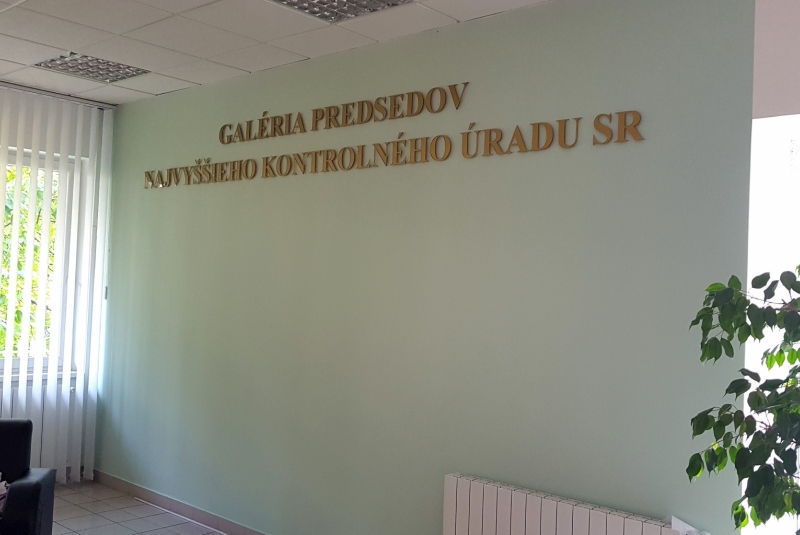 GALÉRIA PREDSEDOV
NAJVYŠŠIEHO KONTROLNÉHO ÚRADU SR